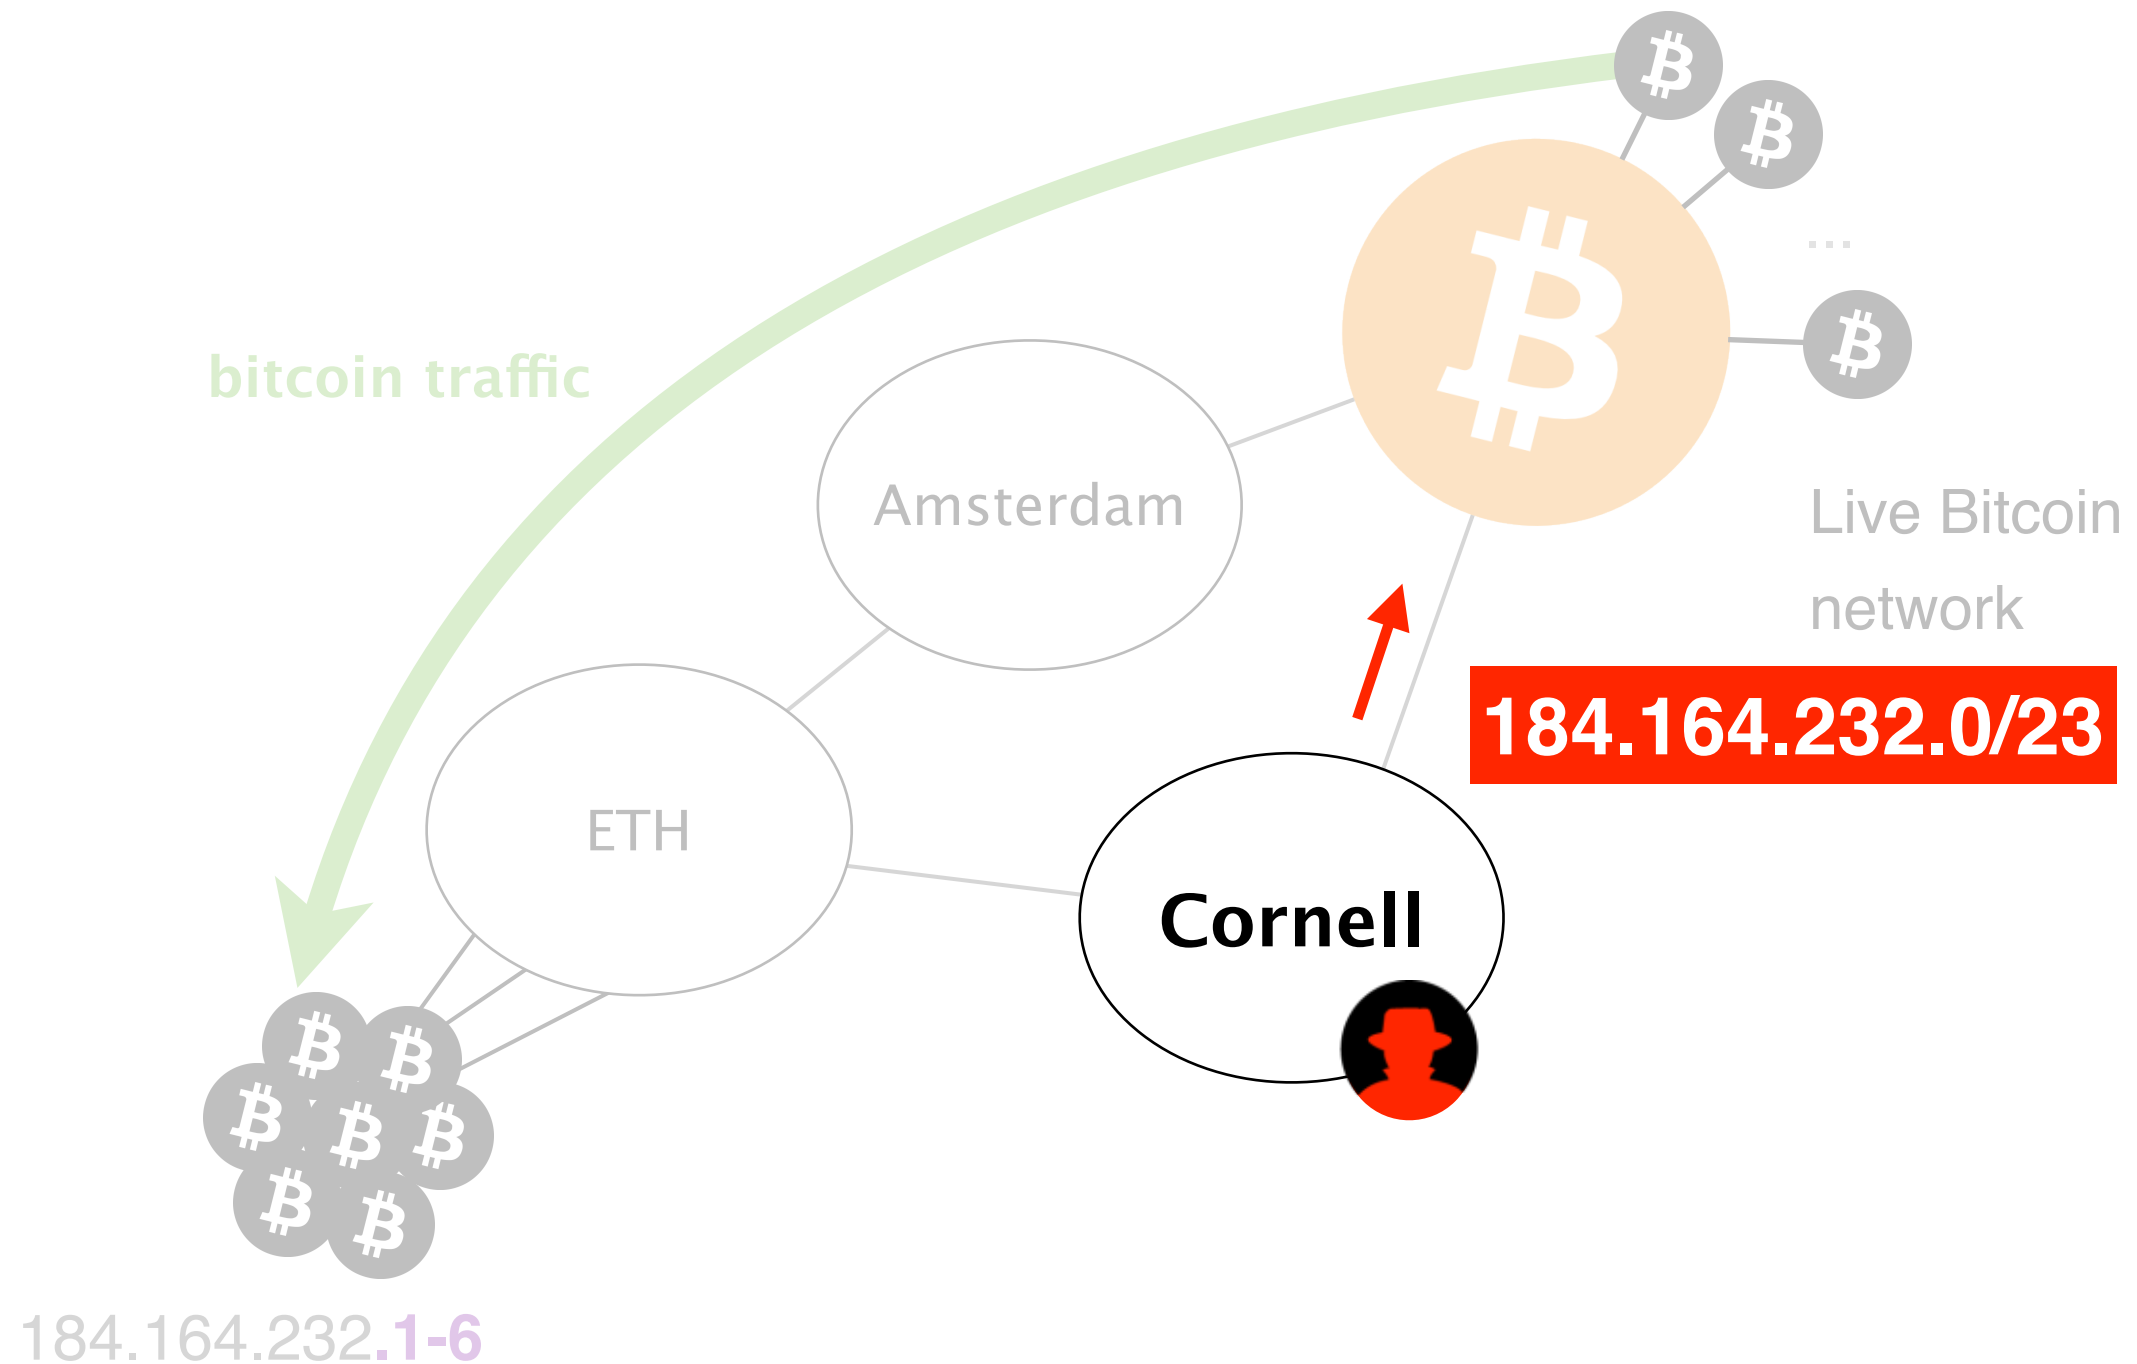 ...
bitcoin traffic
Amsterdam
Live Bitcoin
network
184.164.232.0/23
ETH
Cornell
184.164.232.1-6